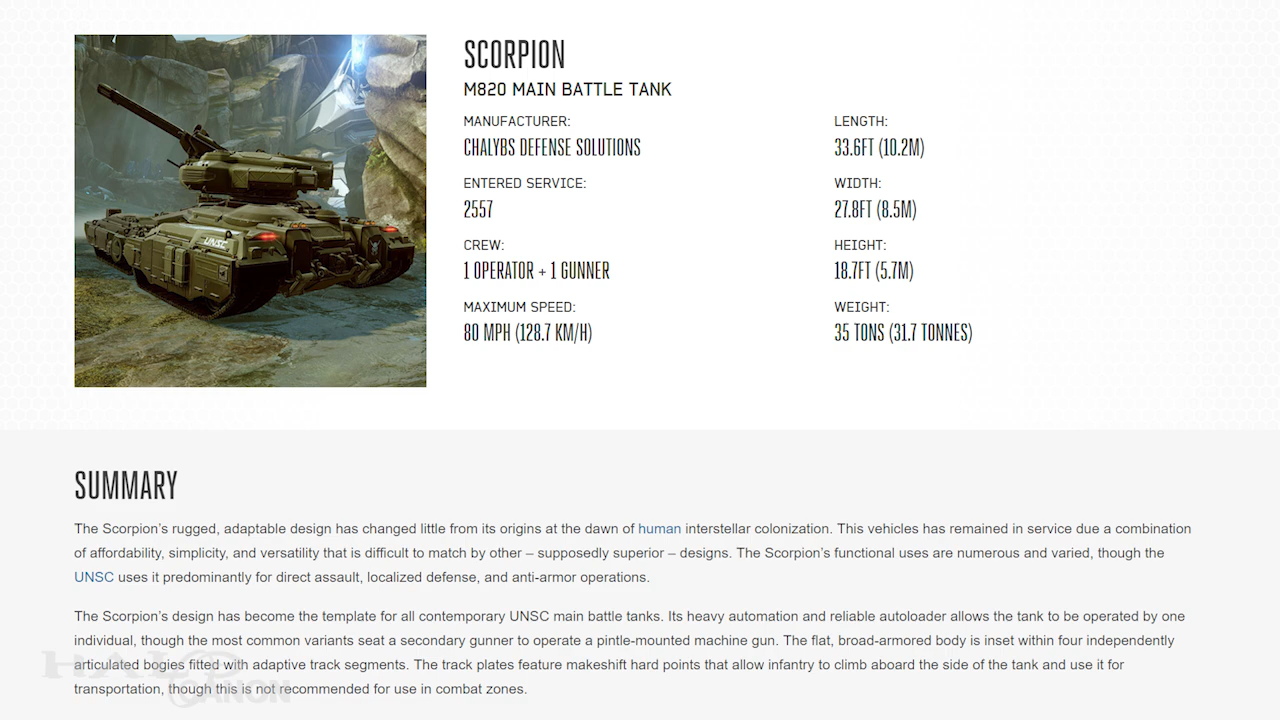 SCORPION
M820 MAIN BATTLE TANK
MANUFACTURER:
CHALYBS DEFENSE SOLUTIONS
ENTERED SERVICE:
2557
CREW:
1 OPERATOR + 1 GUNNER
MAXIMUM SPEED:
80 MPH (128.7 KM/H)
LENGTH:
33.6FT (10.2M)
WIDTH:
27.8FT (8.5M)
HEIGHT:
18.7FT (5.7M)
WEIGHT:
35 TONS (31.7 TONNES)
UNSC
SUMMARY
The Scorpion's rugged, adaptable design has changed little from its origins at the dawn of human interstellar colonization. This vehicles has remained in service due a combination
of affordability, simplicity, and versatility that is difficult to match by other – supposedly superior – designs. The Scorpion's functional uses are numerous and varied, though the
UNSC uses it predominantly for direct assault, localized defense, and anti-armor operations.
The Scorpion's design has become the template for all contemporary UNSC main battle tanks. Its heavy automation and reliable autoloader allows the tank to be operated by one
individual, though the most common variants seat a secondary gunner to operate a pintle-mounted machine gun. The flat, broad-armored body is inset within four independently
articulated bogies fitted with adaptive track segments. The track plates feature makeshift hard points that allow infantry to climb aboard the side of the tank and use it for
transportation, though this is not recommended for use in combat zones.
HALO
CANON